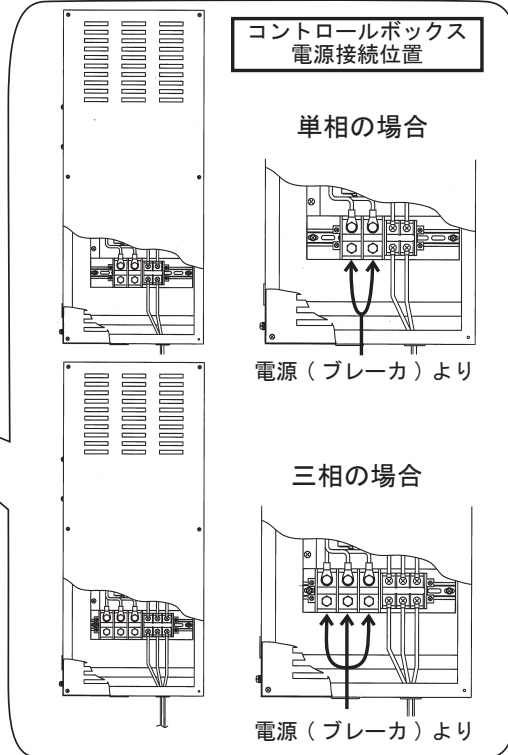 コントロールボックス
電源接続位置
単相の場合
電源（ブレーカ）より
三相の場合
電源（ブレーカ）より